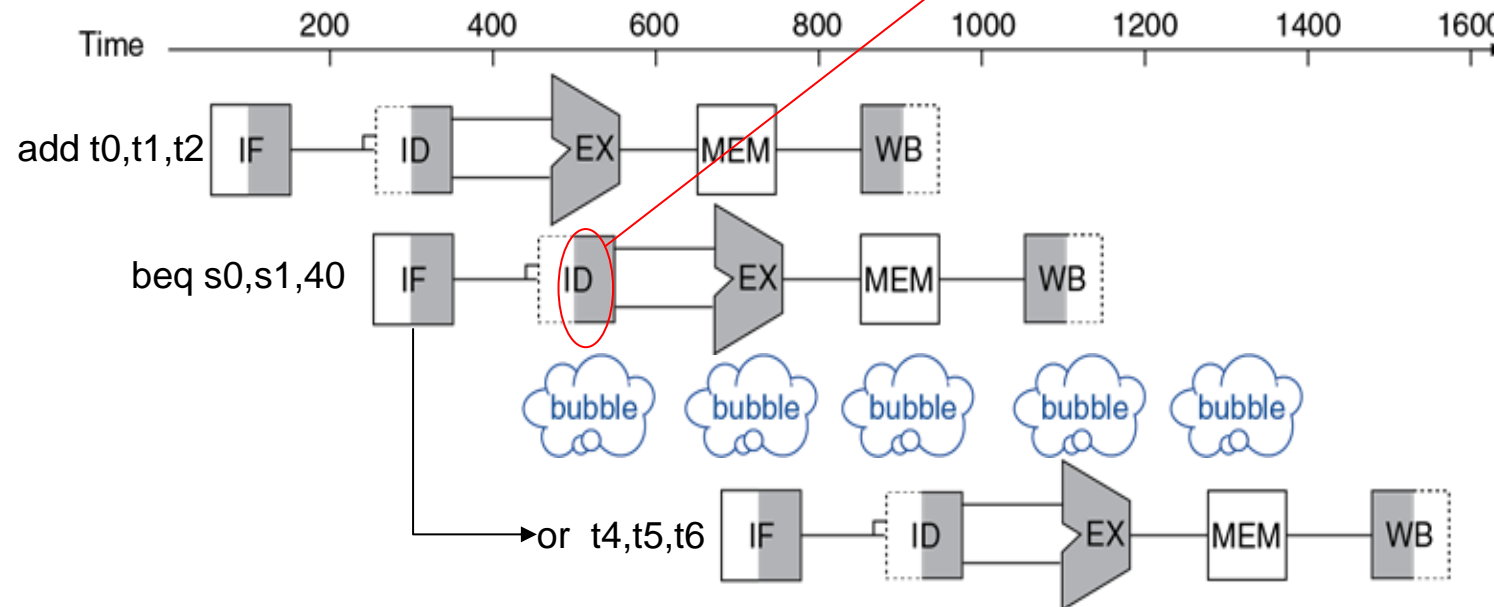 200 400 600 800 1000 1200 1400 1600
Time
add t0,t1,t2 IF ID EX MEM WB
beq s0,s1,40 IF ID EX MEM WB
bubble bubble bubble bubble bubble
or t4,t5,t6 IF ID EX MEM WB